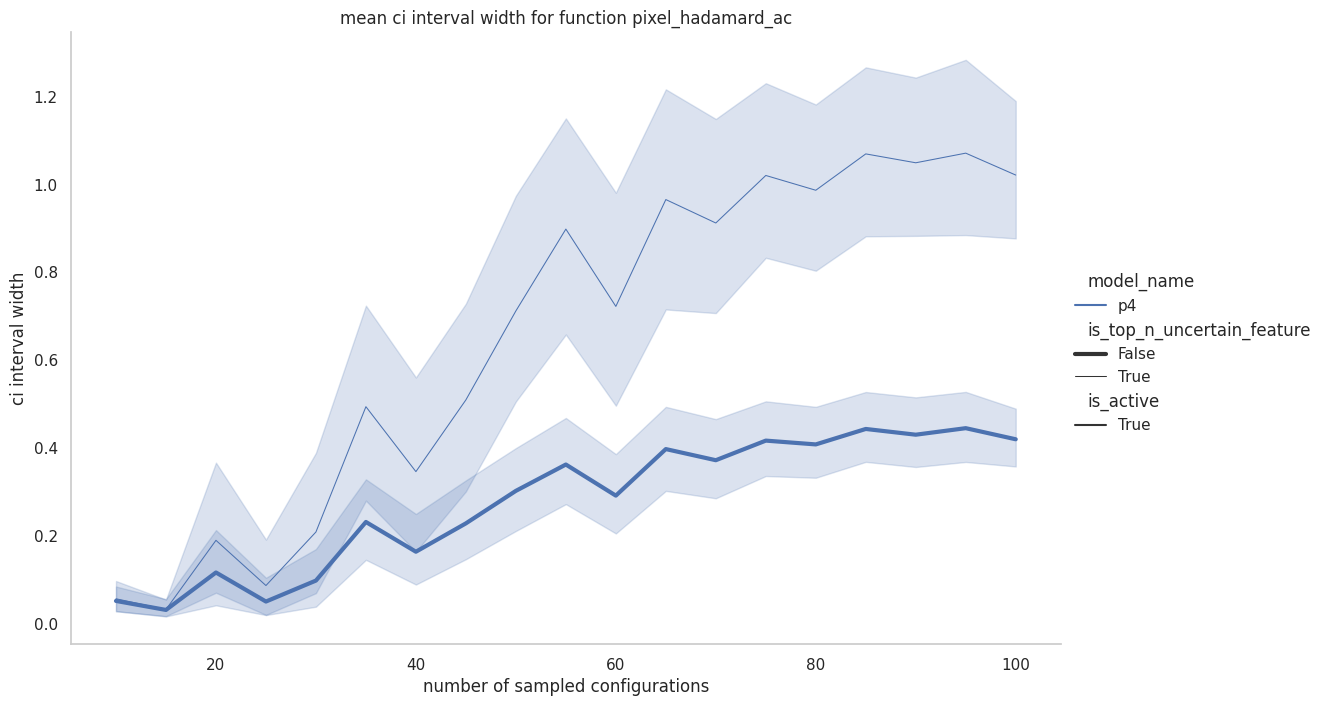 mean ci interval width for function pixel_hadamard_ac
ci interval width
1.2
1.0
0.8
0.6
0.4
0.2
0.0
20
40
60
80
100
number of sampled configurations
model_name
p4
is_top_n_uncertain_feature
False
True
is_active
True